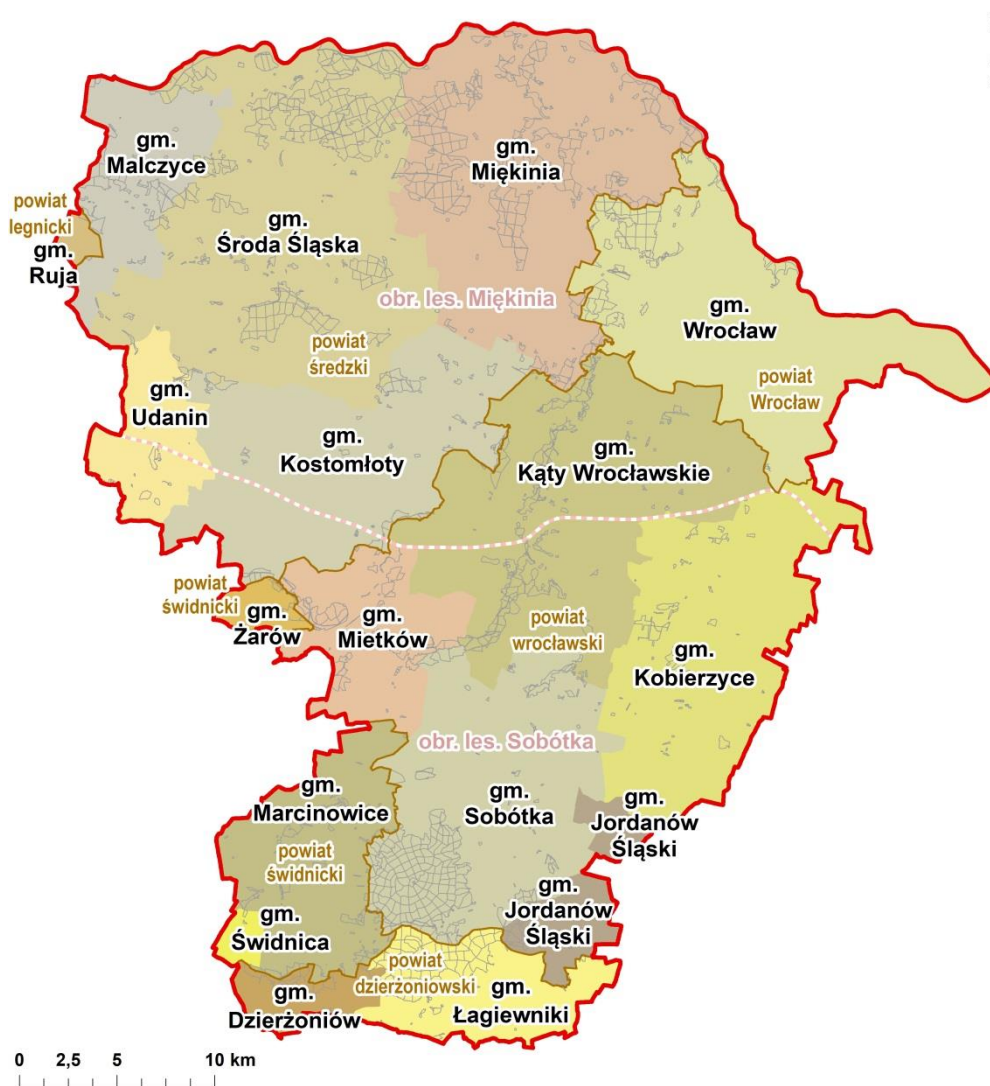 gm.
Malczyce
gm.
Miękinia
powiat
legnicki
gm.
Ruja
gm.
Środa Śląska
obr. les. Miękinia
gm.
Wrocław
powiat
średzki
powiat
Wrocław
gm.
Udanin
gm.
Kostomłoty
gm.
Kąty Wrocławskie
powiat
świdnicki
gm.
Żarów
gm.
Mietków
powiat
wrocławski
gm.
Kobierzyce
obr. les. Sobótka
gm.
Marcinowice
gm.
Sobótka
gm.
Jordanów
Śląski
powiat
świdnicki
gm.
Jordanów
Śląski
gm.
Świdnica
powiat
dzierżoniowski
gm.
Dzierżoniów
gm.
Łagiewniki
0 2,5 5 10 km